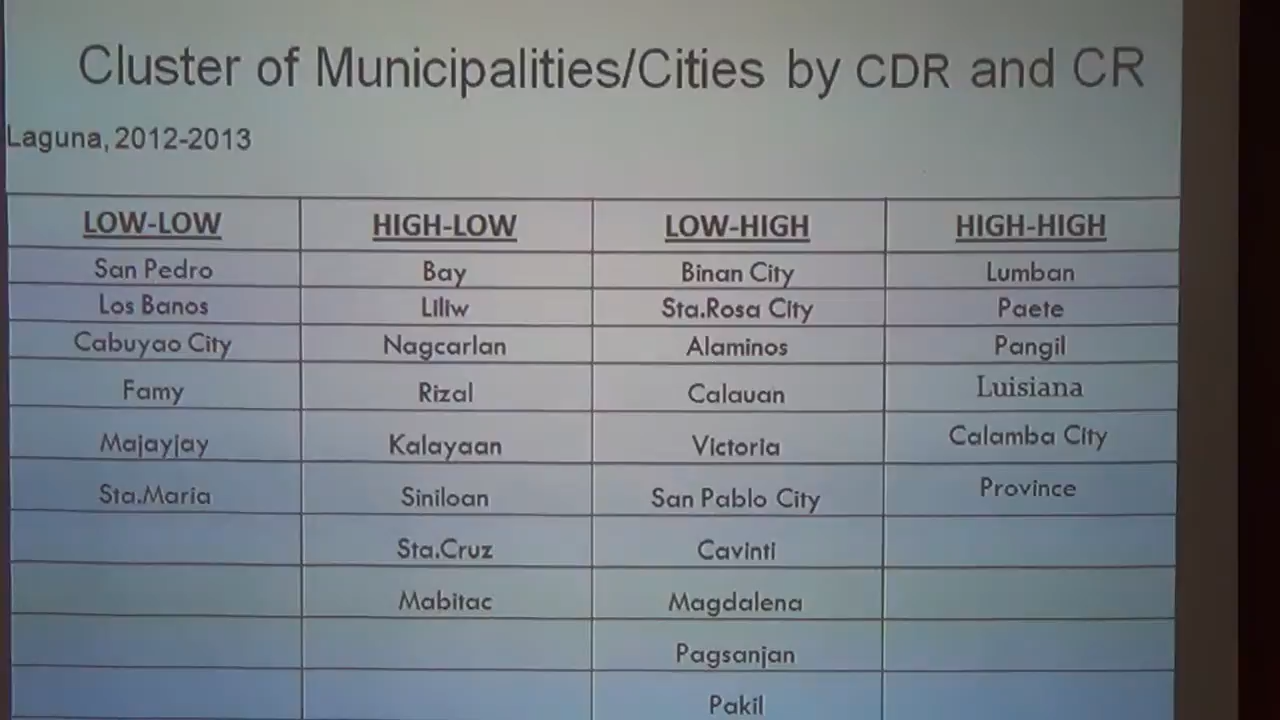 Cluster of Municipalities/Cities by CDR and CR
Laguna, 2012-2013
LOW-LOW HIGH-LOW LOW-HIGH HIGH-HIGH
San Pedro Bay Binan City Lumban
Los Banos Liliw Sta.Rosa City Paete
Cabuyao City Nagcarlan Alaminos Pangil
Famy Rizal Calauan Luisiana
Majayjay Kalayaan Victoria Calamba City
Sta.Maria Siniloan San Pablo City Province
Sta.Cruz Cavinti
Mabitac Magdalena
Pagsanjan
Pakil